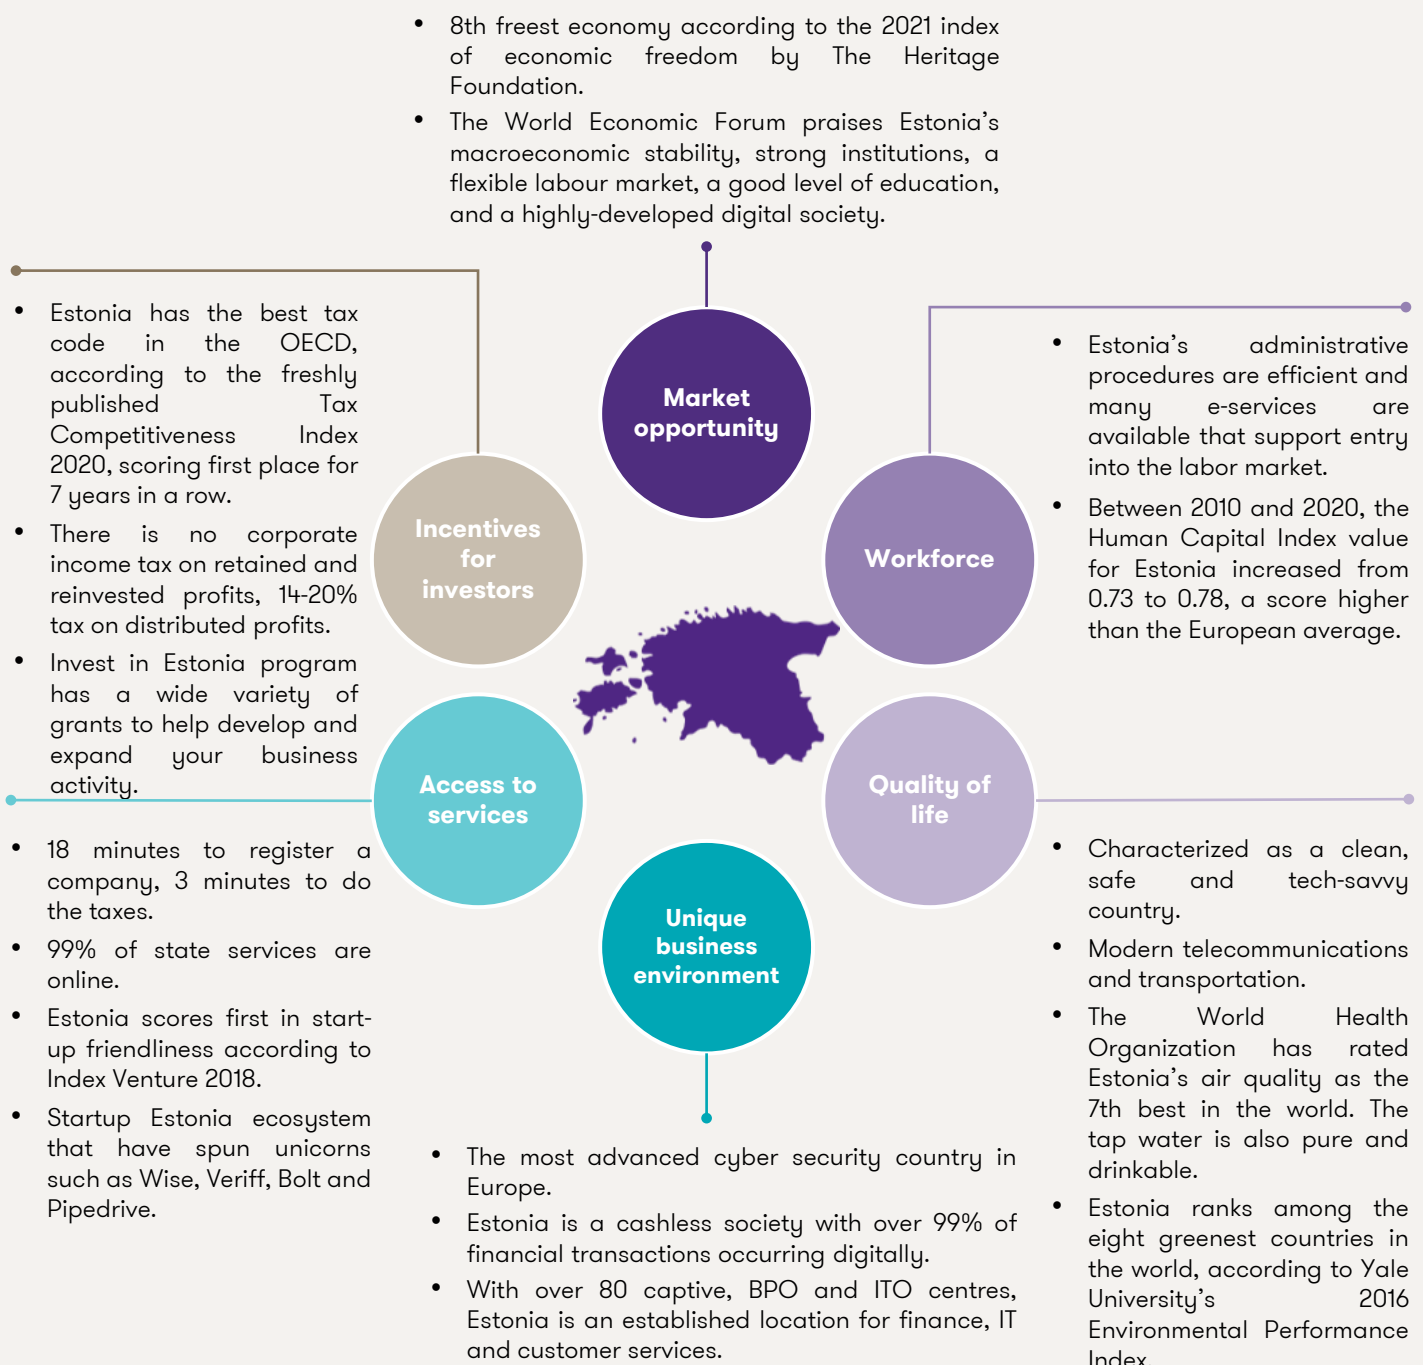 • 8th freest economy according to the 2021 index
of economic freedom by The Heritage
Foundation.
• The World Economic Forum praises Estonia's
macroeconomic stability, strong institutions, a
flexible labour market, a good level of education,
and a highly-developed digital society.
• Estonia has the best tax
code in the OECD,
according to the freshly
published Tax
Competitiveness Index
2020, scoring first place for
7 years in a row.
• There is no corporate
income tax on retained and
reinvested profits, 14-20%
tax on distributed profits.
• Invest in Estonia program
has a wide variety of
grants to help develop and
expand your business
activity.
Market
opportunity
Incentives
for
investors
Workforce
• Estonia's administrative
procedures are efficient and
many e-services are
available that support entry
into the labor market.
• Between 2010 and 2020, the
Human Capital Index value
for Estonia increased from
0.73 to 0.78, a score higher
than the European average.
Access to
services
Quality of
life
Unique
business
environment
• 18 minutes to register a
company, 3 minutes to do
the taxes.
• 99% of state services are
online.
• Estonia scores first in start-
up friendliness according to
Index Venture 2018.
• Startup Estonia ecosystem
that have spun unicorns
such as Wise, Veriff, Bolt and
Pipedrive.
• The most advanced cyber security country in
Europe.
• Estonia is a cashless society with over 99% of
financial transactions occurring digitally.
• With over 80 captive, BPO and ITO centres,
Estonia is an established location for finance, IT
and customer services.
• Characterized as a clean,
safe and tech-savvy
country.
• Modern telecommunications
and transportation.
• The World Health
Organization has rated
Estonia's air quality as the
7th best in the world. The
tap water is also pure and
drinkable.
• Estonia ranks among the
eight greenest countries in
the world, according to Yale
University's 2016
Environmental Performance
Index.